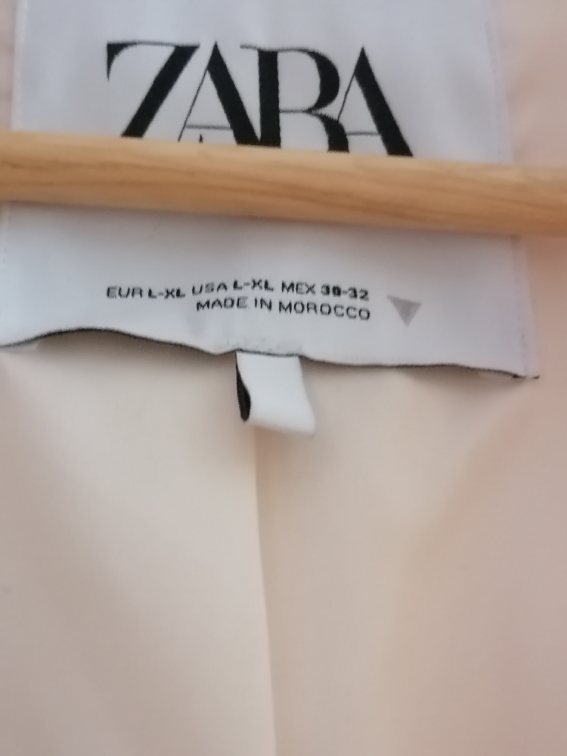 ZARA
EUR L-XL USA L-XL MEX 30-32
MADE IN MOROCCO